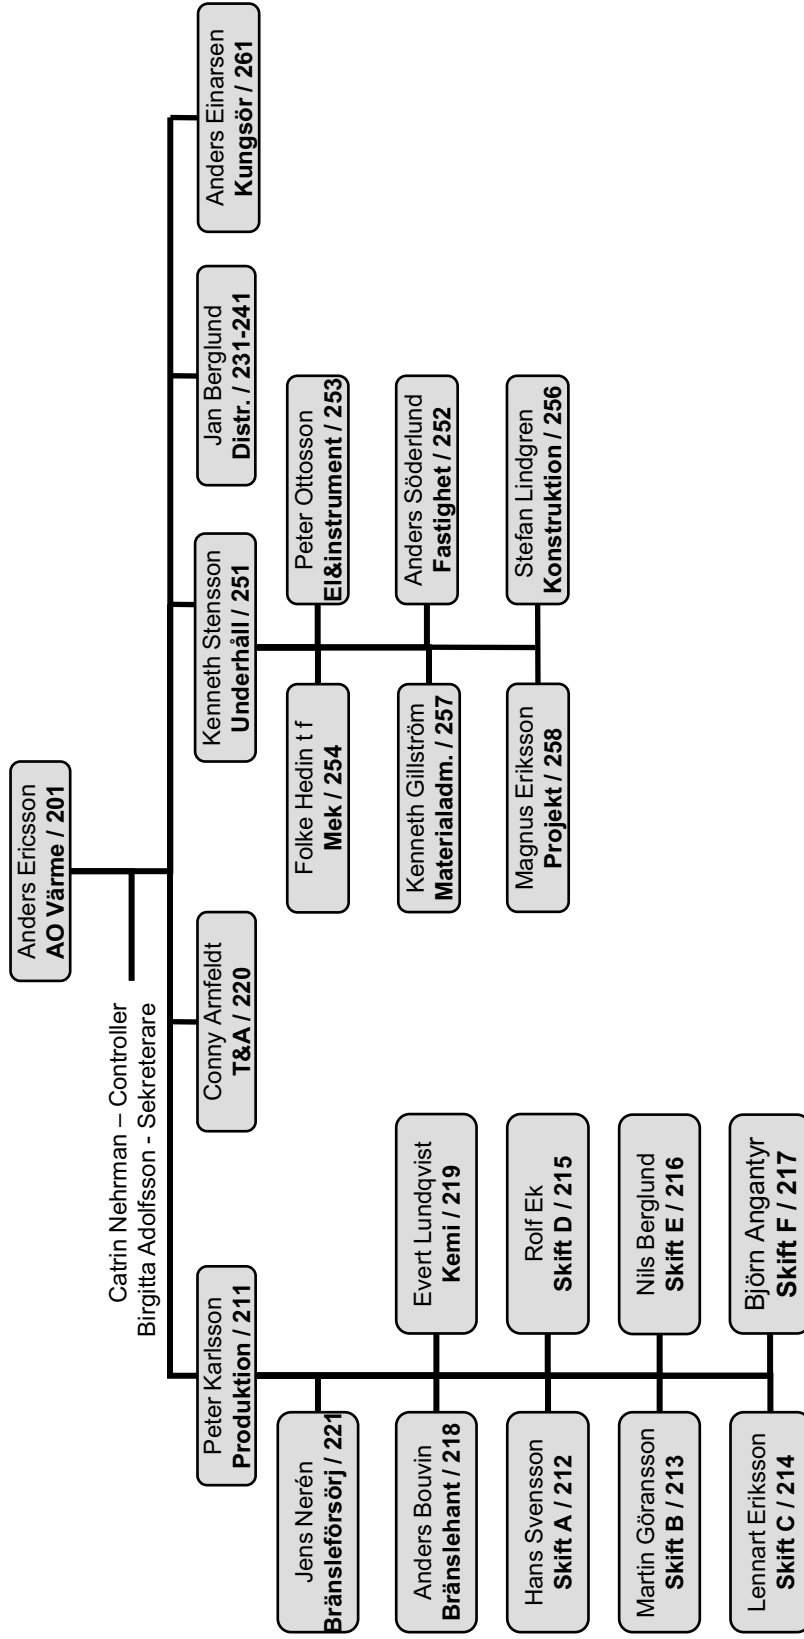 Anders Ericsson
AO Värme / 201
Catrin Nehrman – Controller
Birgitta Adolfsson - Sekreterare
Peter Karlsson
Produktion / 211
Conny Arnfeldt
T&A / 220
Kenneth Stensson
Underhåll / 251
Jan Berglund
Distr. / 231-241
Anders Einarsen
Kungsör / 261
Jens Nerén
Bränsleförsörj / 221
Anders Bouvin
Bränslehant / 218
Evert Lundqvist
Kemi / 219
Hans Svensson
Skift A / 212
Rolf Ek
Skift D / 215
Martin Göransson
Skift B / 213
Nils Berglund
Skift E / 216
Lennart Eriksson
Skift C / 214
Björn Angantyr
Skift F / 217
Folke Hedin t f
Mek / 254
Peter Ottosson
El&instrument / 253
Kenneth Gillström
Materialadm. / 257
Anders Söderlund
Fastighet / 252
Magnus Eriksson
Projekt / 258
Stefan Lindgren
Konstruktion / 256